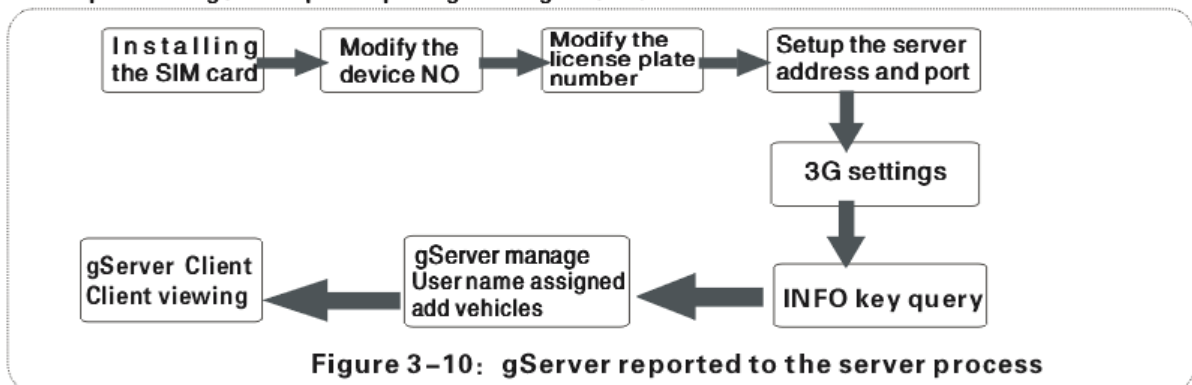 Installing
the SIM card
Modify the
device NO
Modify the
license plate
number
Setup the server
address and port
3G settings
INFO key query
gServer manage
User name assigned
add vehicles
gServer Client
Client viewing
Figure 3-10: gServer reported to the server process